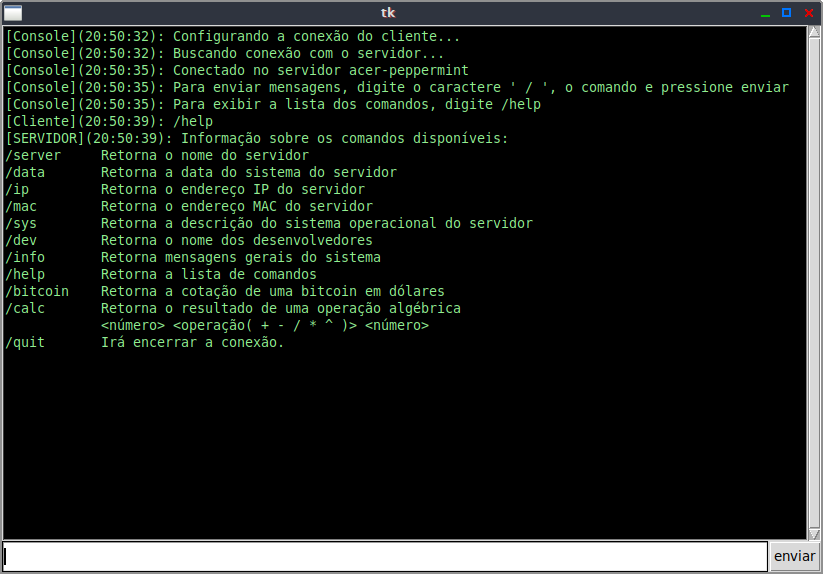 tk
[Console](20:50:32): Configurando a conexão do cliente...
[Console](20:50:32): Buscando conexão com o servidor...
[Console](20:50:35): Conectado no servidor acer-peppermint
[Console](20:50:35): Para enviar mensagens, digite o caractere ' / ', o comando e pressione enviar
[Console](20:50:35): Para exibir a lista dos comandos, digite /help
[Cliente](20:50:39): /help
[SERVIDOR](20:50:39): Informação sobre os comandos disponíveis:
/server     Retorna o nome do servidor
/data       Retorna a data do sistema do servidor
/ip         Retorna o endereço IP do servidor
/mac        Retorna o endereço MAC do servidor
/sys        Retorna a descrição do sistema operacional do servidor
/dev        Retorna o nome dos desenvolvedores
/info       Retorna mensagens gerais do sistema
/help       Retorna a lista de comandos
/bitcoin    Retorna a cotação de uma bitcoin em dólares
/calc       Retorna o resultado de uma operação algébrica
            <número> <operação( + - / * ^ )> <número>
/quit       Irá encerrar a conexão.
enviar